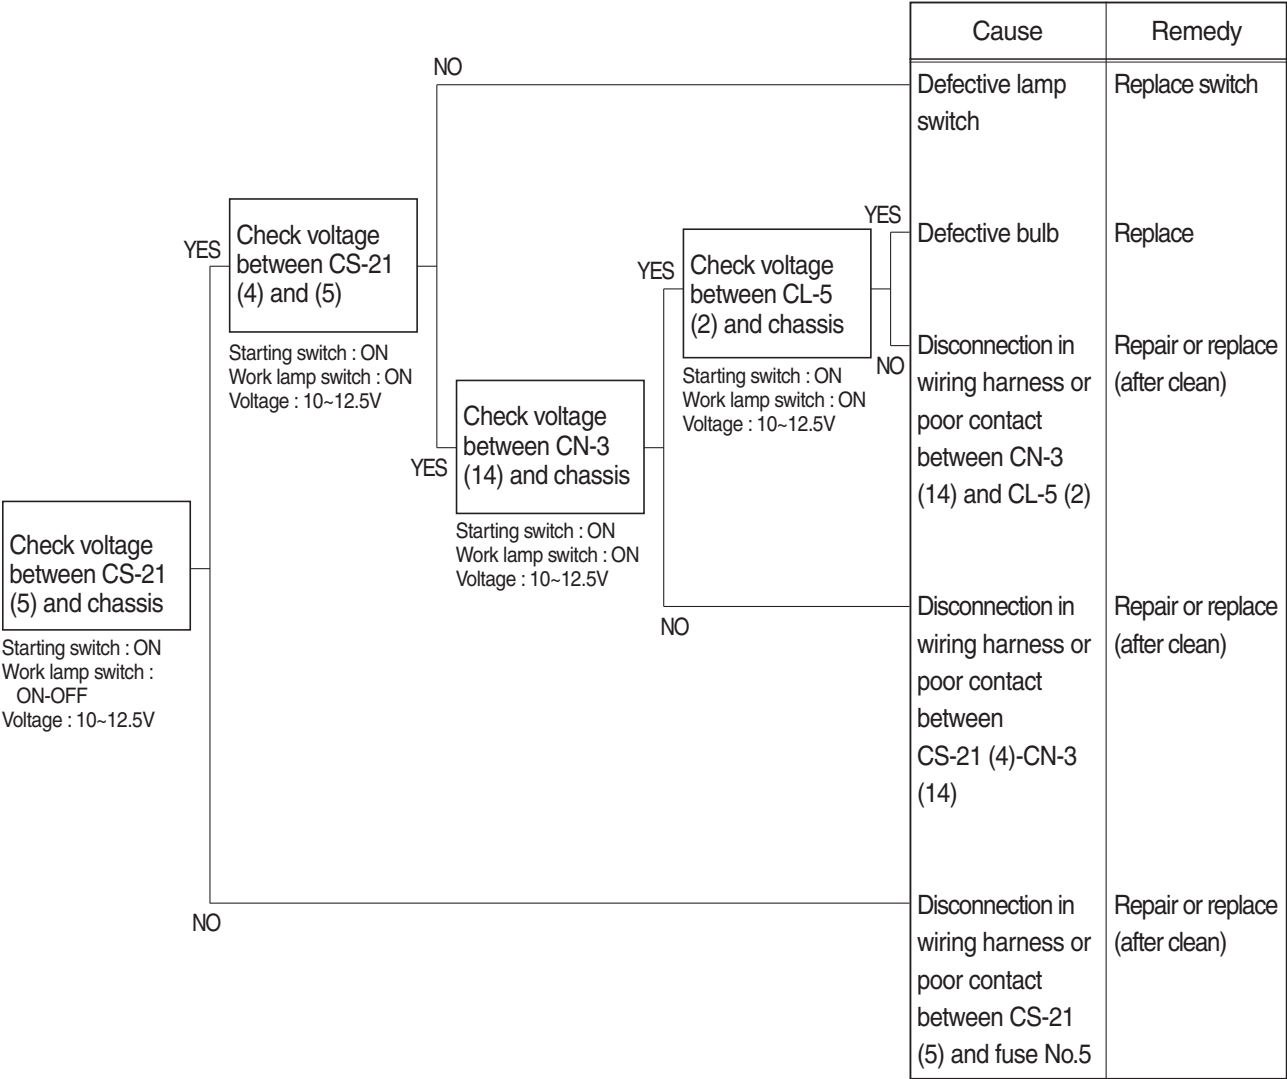 Cause
Remedy
NO
Defective lamp
switch
Replace switch
YES
Check voltage
between CS-21
(4) and (5)
Starting switch : ON
Work lamp switch : ON
Voltage : 10~12.5V
YES
Check voltage
between CN-3
(14) and chassis
Starting switch : ON
Work lamp switch : ON
Voltage : 10~12.5V
YES
Check voltage
between CL-5
(2) and chassis
Starting switch : ON
Work lamp switch : ON
Voltage : 10~12.5V
YES
Defective bulb
Replace
NO
Disconnection in
wiring harness or
poor contact
between CN-3
(14) and CL-5 (2)
Repair or replace
(after clean)
Check voltage
between CS-21
(5) and chassis
Starting switch : ON
Work lamp switch :
ON-OFF
Voltage : 10~12.5V
NO
Disconnection in
wiring harness or
poor contact
between
CS-21 (4)-CN-3
(14)
Repair or replace
(after clean)
NO
Disconnection in
wiring harness or
poor contact
between CS-21
(5) and fuse No.5
Repair or replace
(after clean)